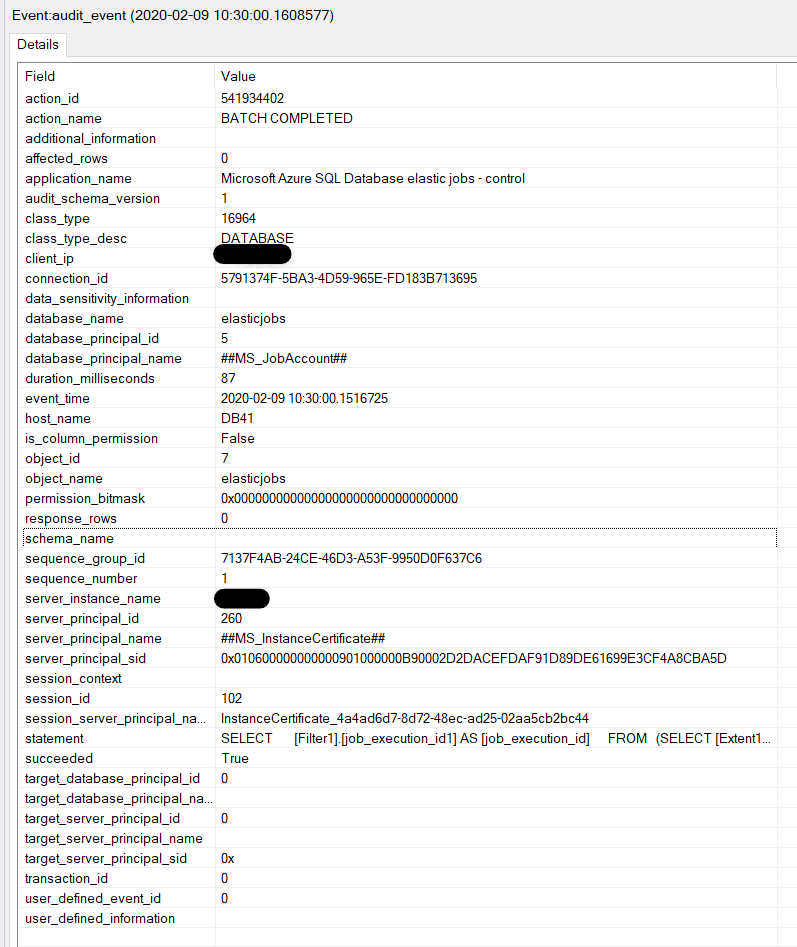 Event:audit_event (2020-02-09 10:30:00.1608577)
Details
Field Value
action_id 541934402
action_name BATCH COMPLETED
additional_information
affected_rows 0
application_name Microsoft Azure SQL Database elastic jobs - control
audit_schema_version 1
class_type 16964
class_type_desc DATABASE
client_ip
connection_id 5791374F-5BA3-4D59-965E-FD183B713695
data_sensitivity_information
database_name elasticjobs
database_principal_id 5
database_principal_name ##MS_JobAccount##
duration_milliseconds 87
event_time 2020-02-09 10:30:00.1516725
host_name DB41
is_column_permission False
object_id 7
object_name elasticjobs
permission_bitmask 0x00000000000000000000000000000000
response_rows 0
schema_name
sequence_group_id 7137F4AB-24CE-46D3-A53F-9950D0F637C6
sequence_number 1
server_instance_name
server_principal_id 260
server_principal_name ##MS_InstanceCertificate##
server_principal_sid 0x010600000000000901000000B90002D2DACEFDAF91D89DE61699E3CF4A8CBA5D
session_context
session_id 102
session_server_principal_na... InstanceCertificate_4a4ad6d7-8d72-48ec-ad25-02aa5cb2bc44
statement SELECT [Filter1].[job_execution_id1] AS [job_execution_id] FROM (SELECT [Extent1...
succeeded True
target_database_principal_id 0
target_database_principal_na...
target_server_principal_id 0
target_server_principal_name
target_server_principal_sid 0x
transaction_id 0
user_defined_event_id 0
user_defined_information